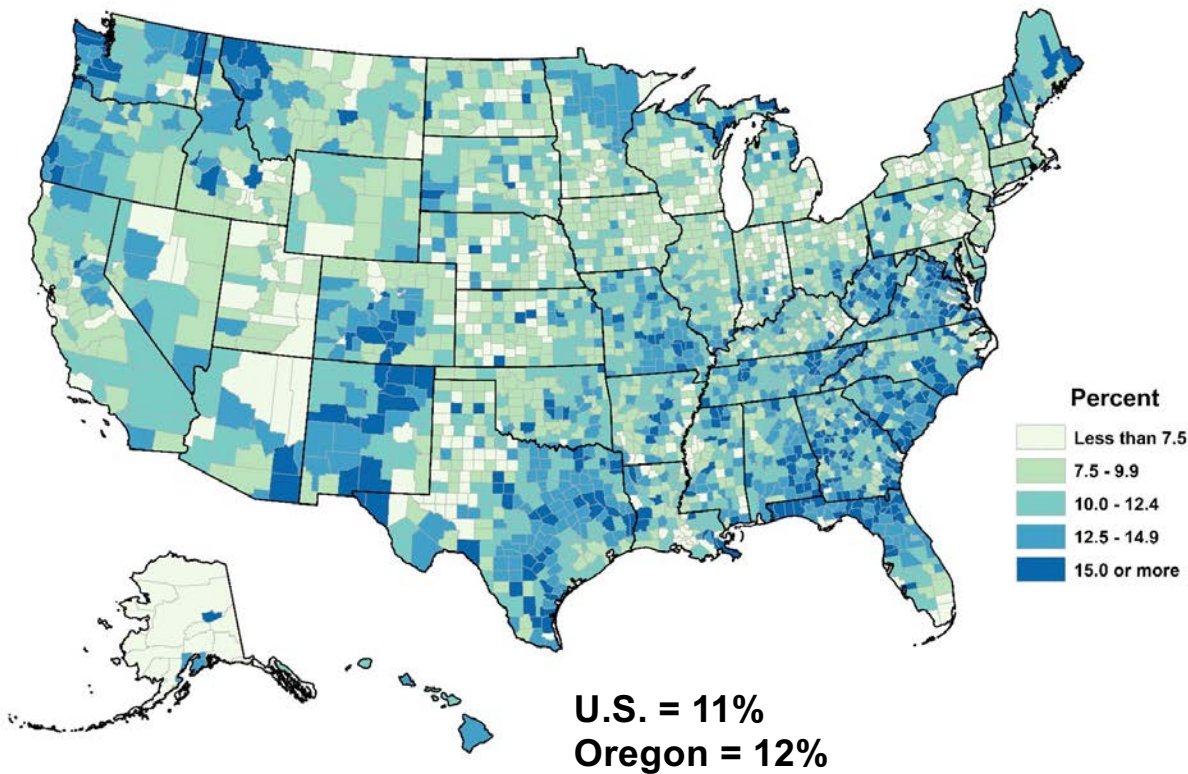 Percent
Less than 7.5
7.5 - 9.9
10.0 - 12.4
12.5 - 14.9
15.0 or more
U.S. = 11%
Oregon = 12%